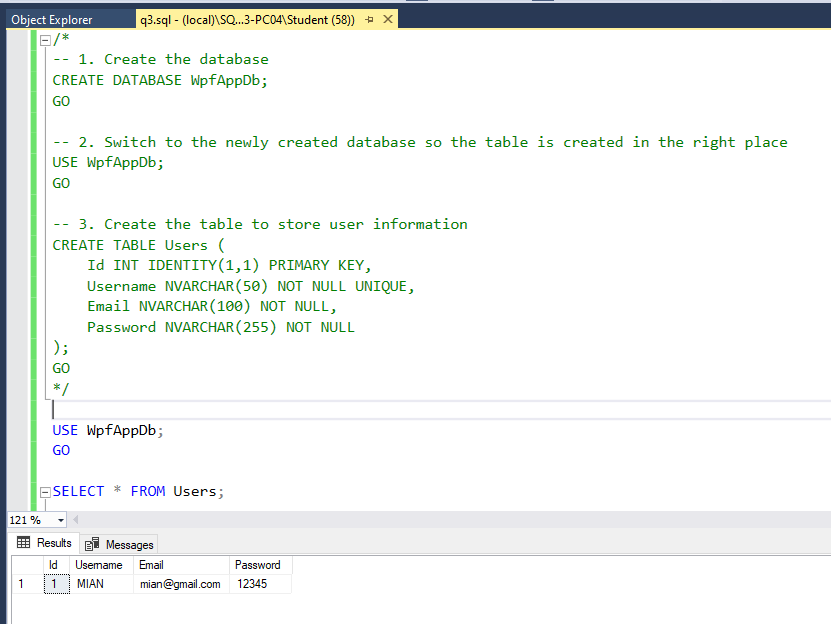 Object Explorer
q3.sql - (local)\SQ...3-PC04\Student (58))
/*
-- 1. Create the database
CREATE DATABASE WpfAppDb;
GO
-- 2. Switch to the newly created database so the table is created in the right place
USE WpfAppDb;
GO
-- 3. Create the table to store user information
CREATE TABLE Users (
    Id INT IDENTITY(1,1) PRIMARY KEY,
    Username NVARCHAR(50) NOT NULL UNIQUE,
    Email NVARCHAR(100) NOT NULL,
    Password NVARCHAR(255) NOT NULL
);
GO
*/
USE WpfAppDb;
GO
SELECT * FROM Users;
121 %
Results Messages
Id Username Email Password
1 1 MIAN mian@gmail.com 12345